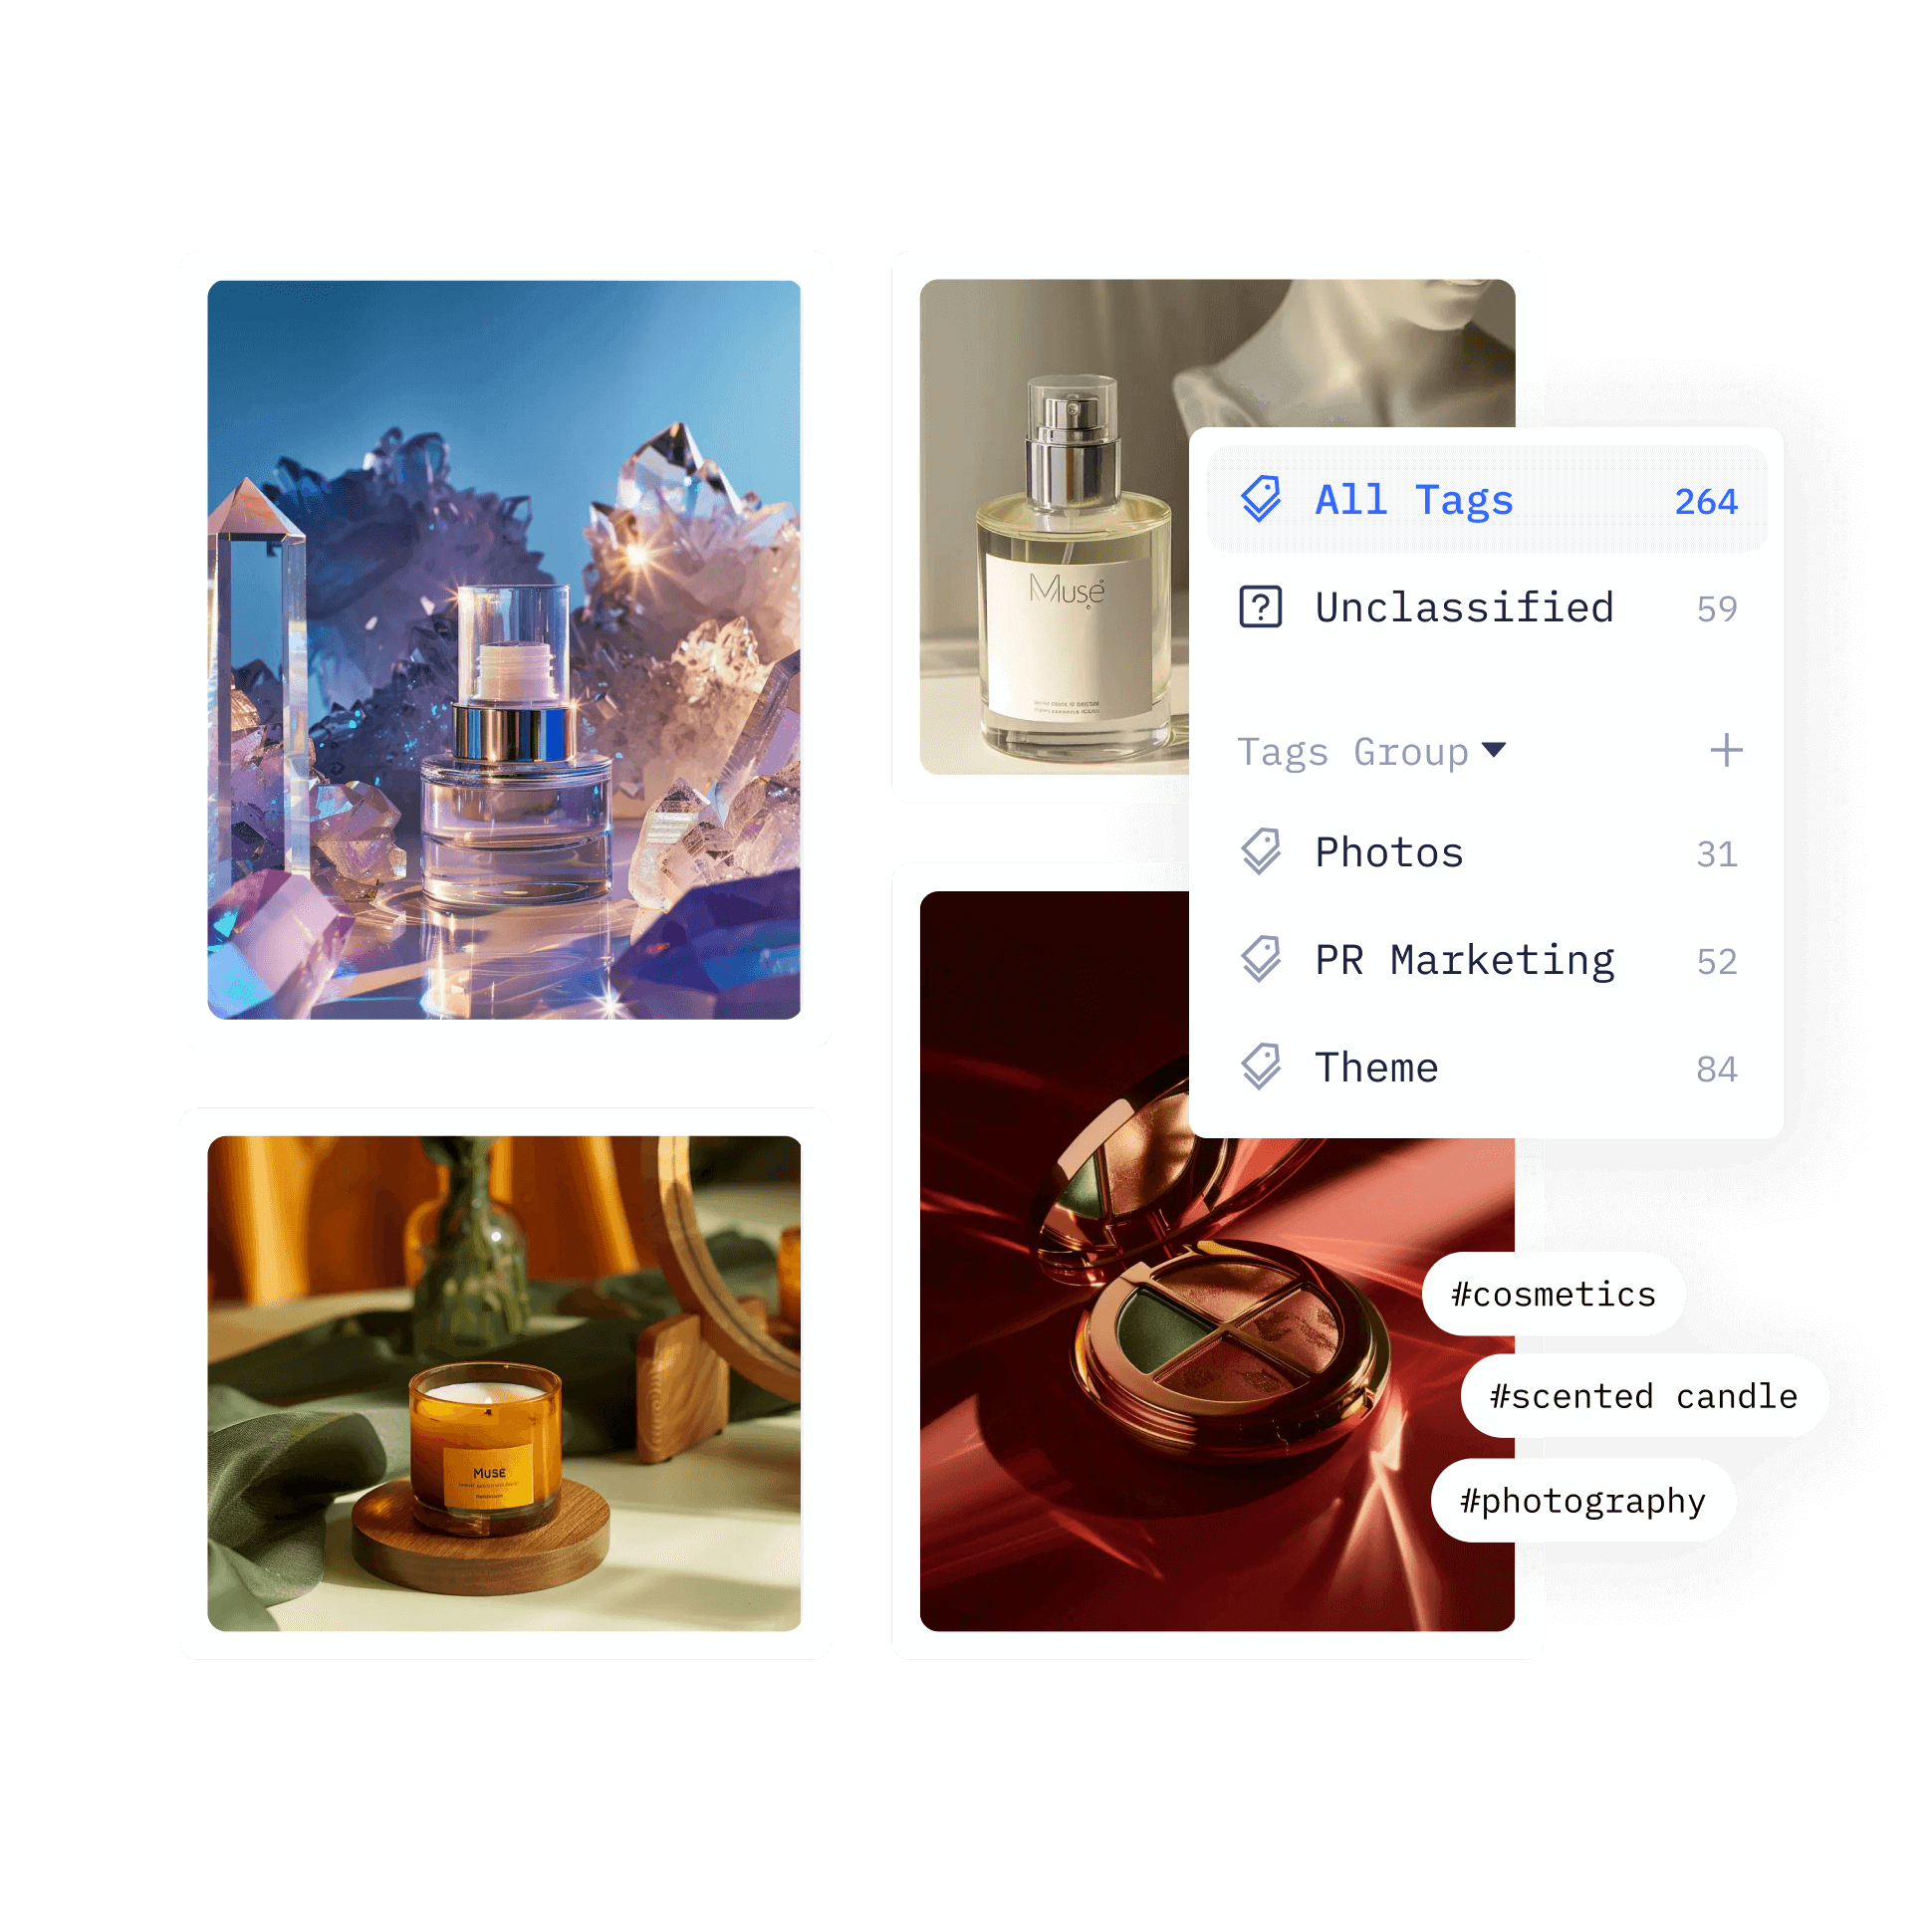 Musé
All Tags 264
Unclassified 59
Tags Group
Photos 31
PR Marketing 52
Theme 84
#cosmetics
#scented candle
#photography
MUSE